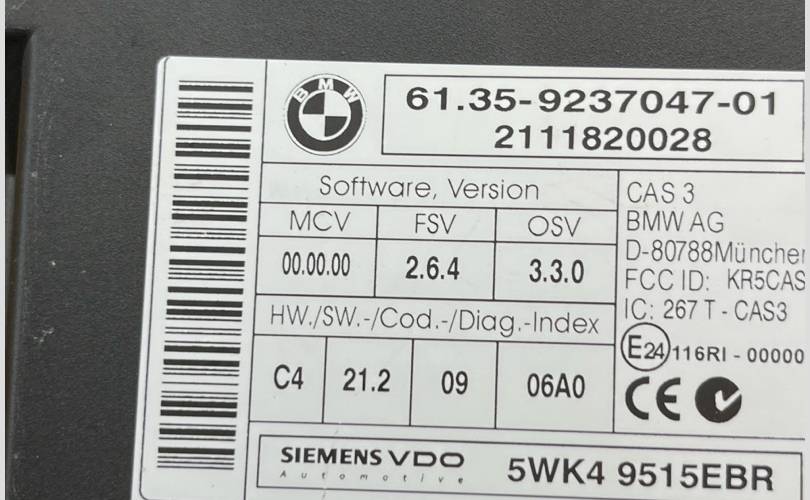 BMW
61.35-9237047-01
2111820028
Software, Version
MCV FSV OSV
00.00.00 2.6.4 3.3.0
HW./SW.-/Cod.-/Diag.-Index
C4 21.2 09 06A0
CAS 3
BMW AG
D-80788München
FCC ID: KR5CAS
IC: 267 T - CAS3
E24 116RI - 00000
CE
SIEMENS VDO
Automotive
5WK4 9515EBR